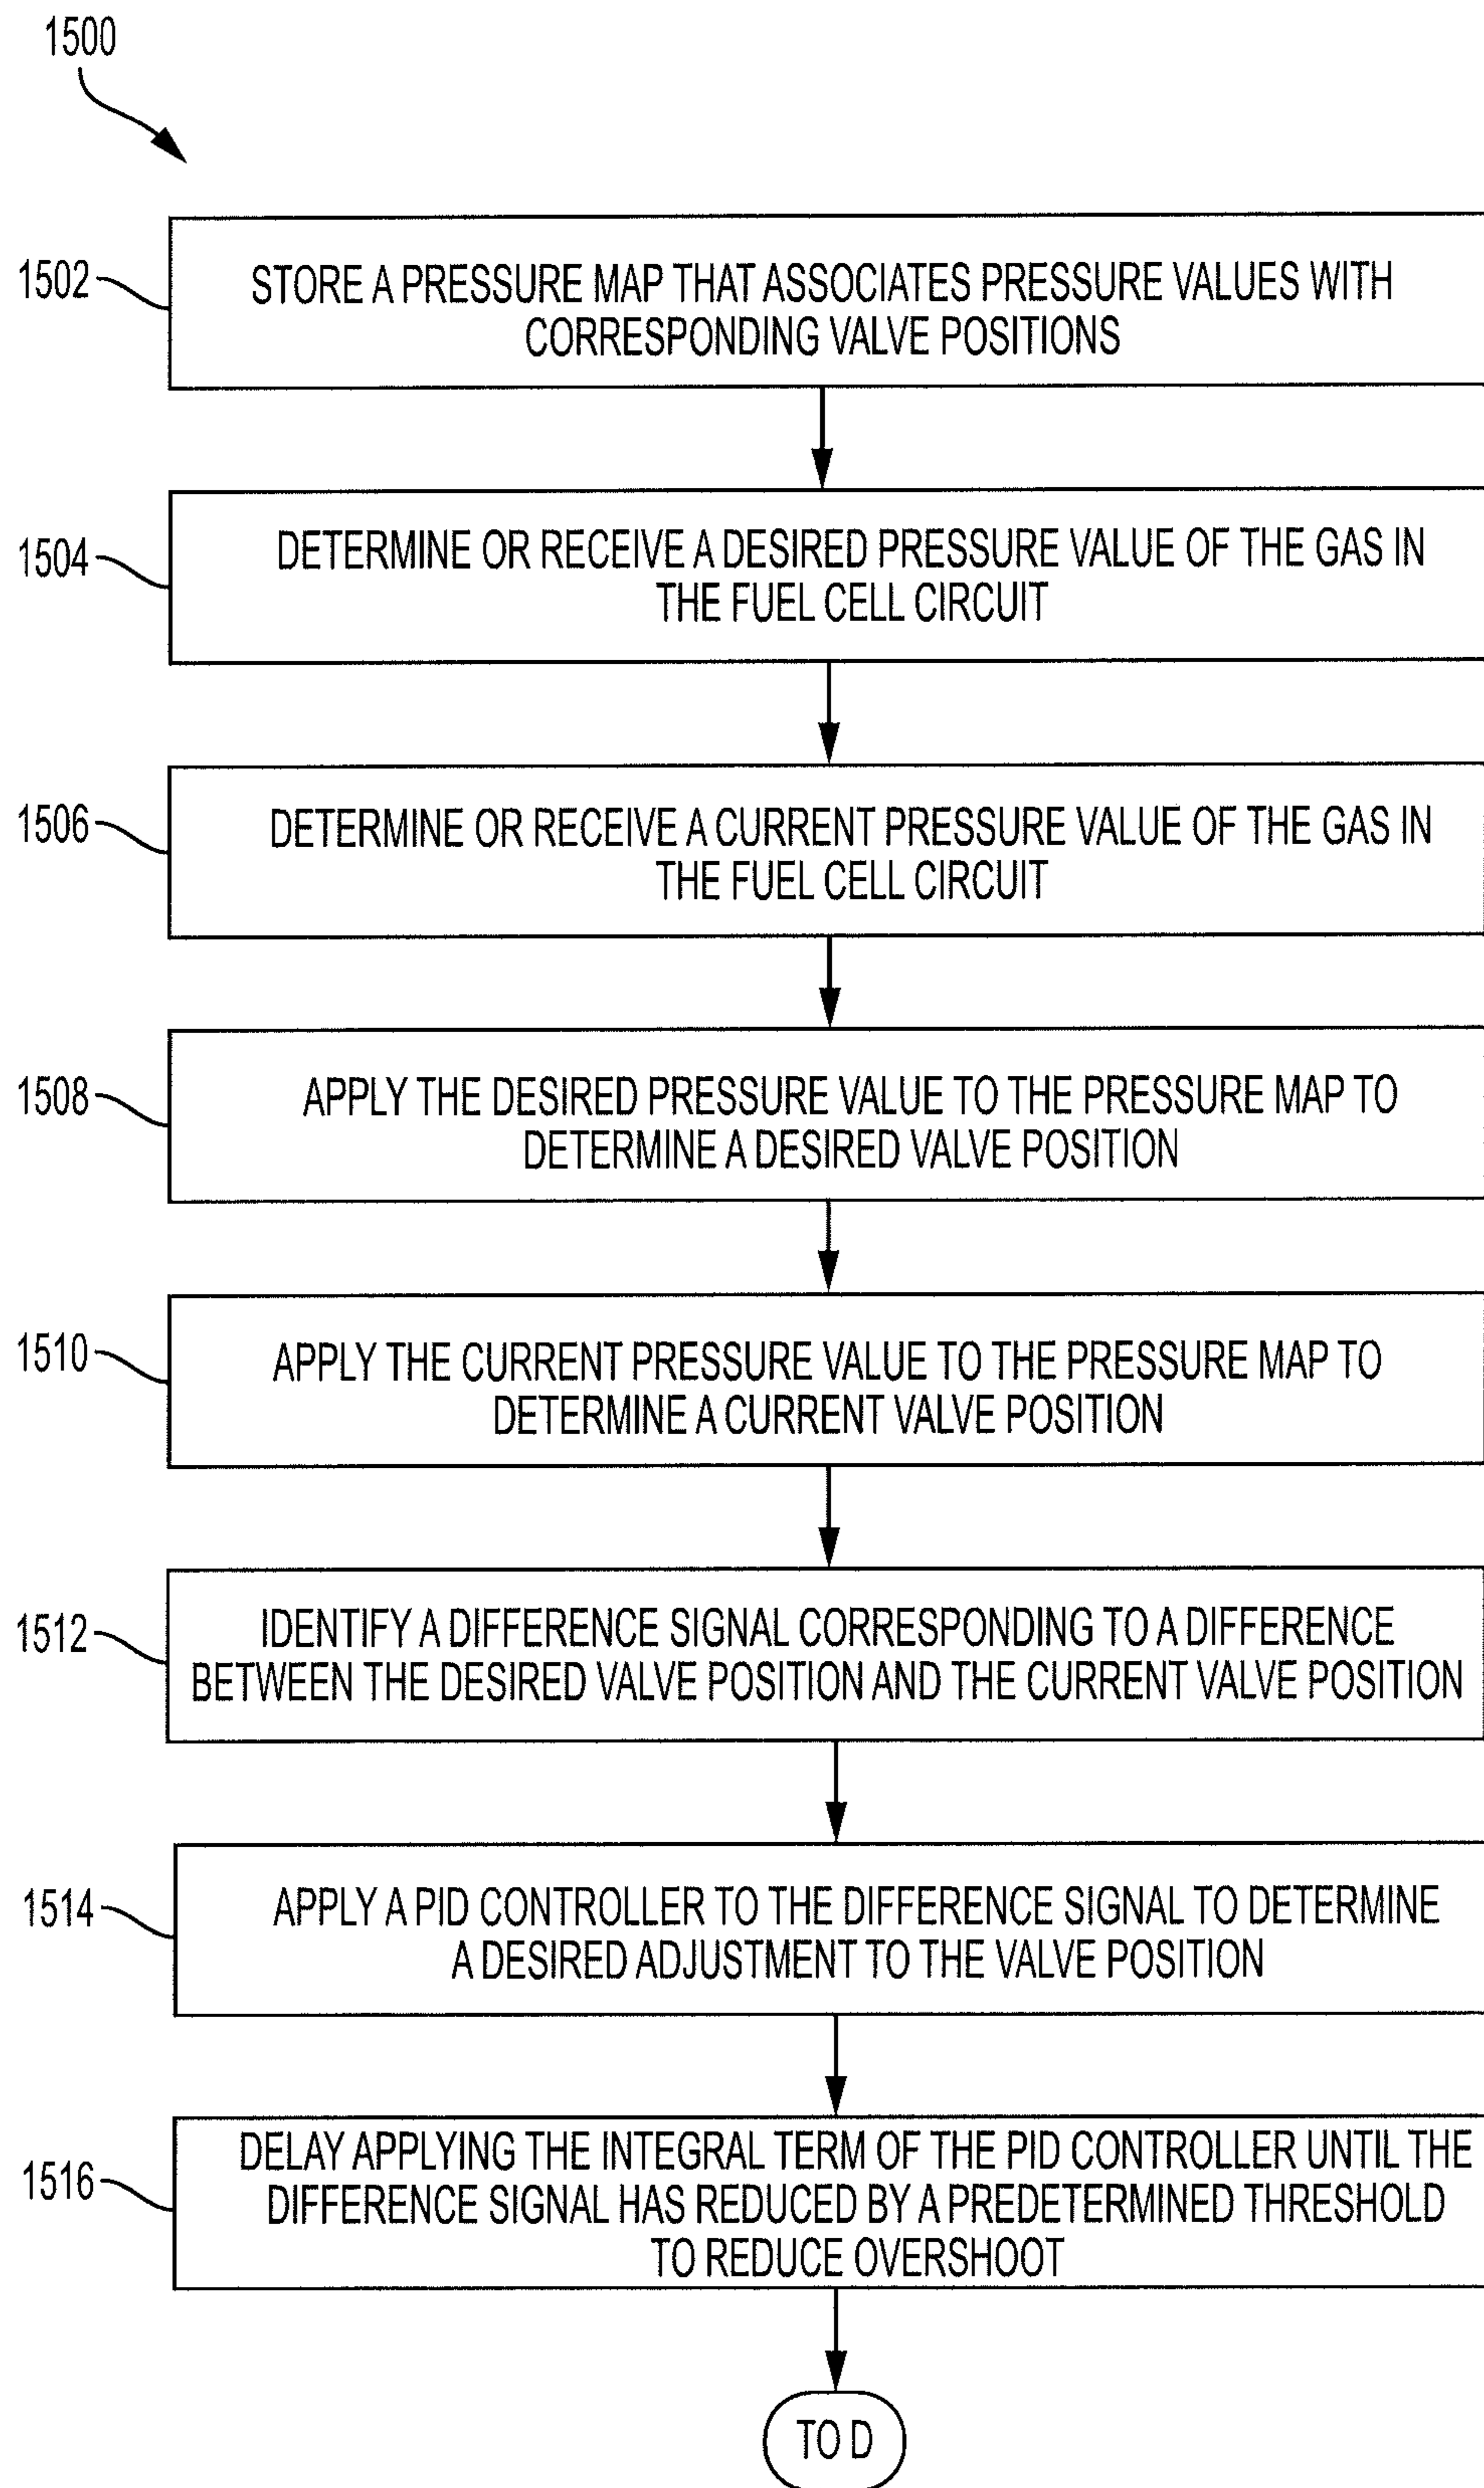 1500
1502
STORE A PRESSURE MAP THAT ASSOCIATES PRESSURE VALUES WITH
CORRESPONDING VALVE POSITIONS
1504
DETERMINE OR RECEIVE A DESIRED PRESSURE VALUE OF THE GAS IN
THE FUEL CELL CIRCUIT
1506
DETERMINE OR RECEIVE A CURRENT PRESSURE VALUE OF THE GAS IN
THE FUEL CELL CIRCUIT
1508
APPLY THE DESIRED PRESSURE VALUE TO THE PRESSURE MAP TO
DETERMINE A DESIRED VALVE POSITION
1510
APPLY THE CURRENT PRESSURE VALUE TO THE PRESSURE MAP TO
DETERMINE A CURRENT VALVE POSITION
1512
IDENTIFY A DIFFERENCE SIGNAL CORRESPONDING TO A DIFFERENCE
BETWEEN THE DESIRED VALVE POSITION AND THE CURRENT VALVE POSITION
1514
APPLY A PID CONTROLLER TO THE DIFFERENCE SIGNAL TO DETERMINE
A DESIRED ADJUSTMENT TO THE VALVE POSITION
1516
DELAY APPLYING THE INTEGRAL TERM OF THE PID CONTROLLER UNTIL THE
DIFFERENCE SIGNAL HAS REDUCED BY A PREDETERMINED THRESHOLD
TO REDUCE OVERSHOOT
TO D